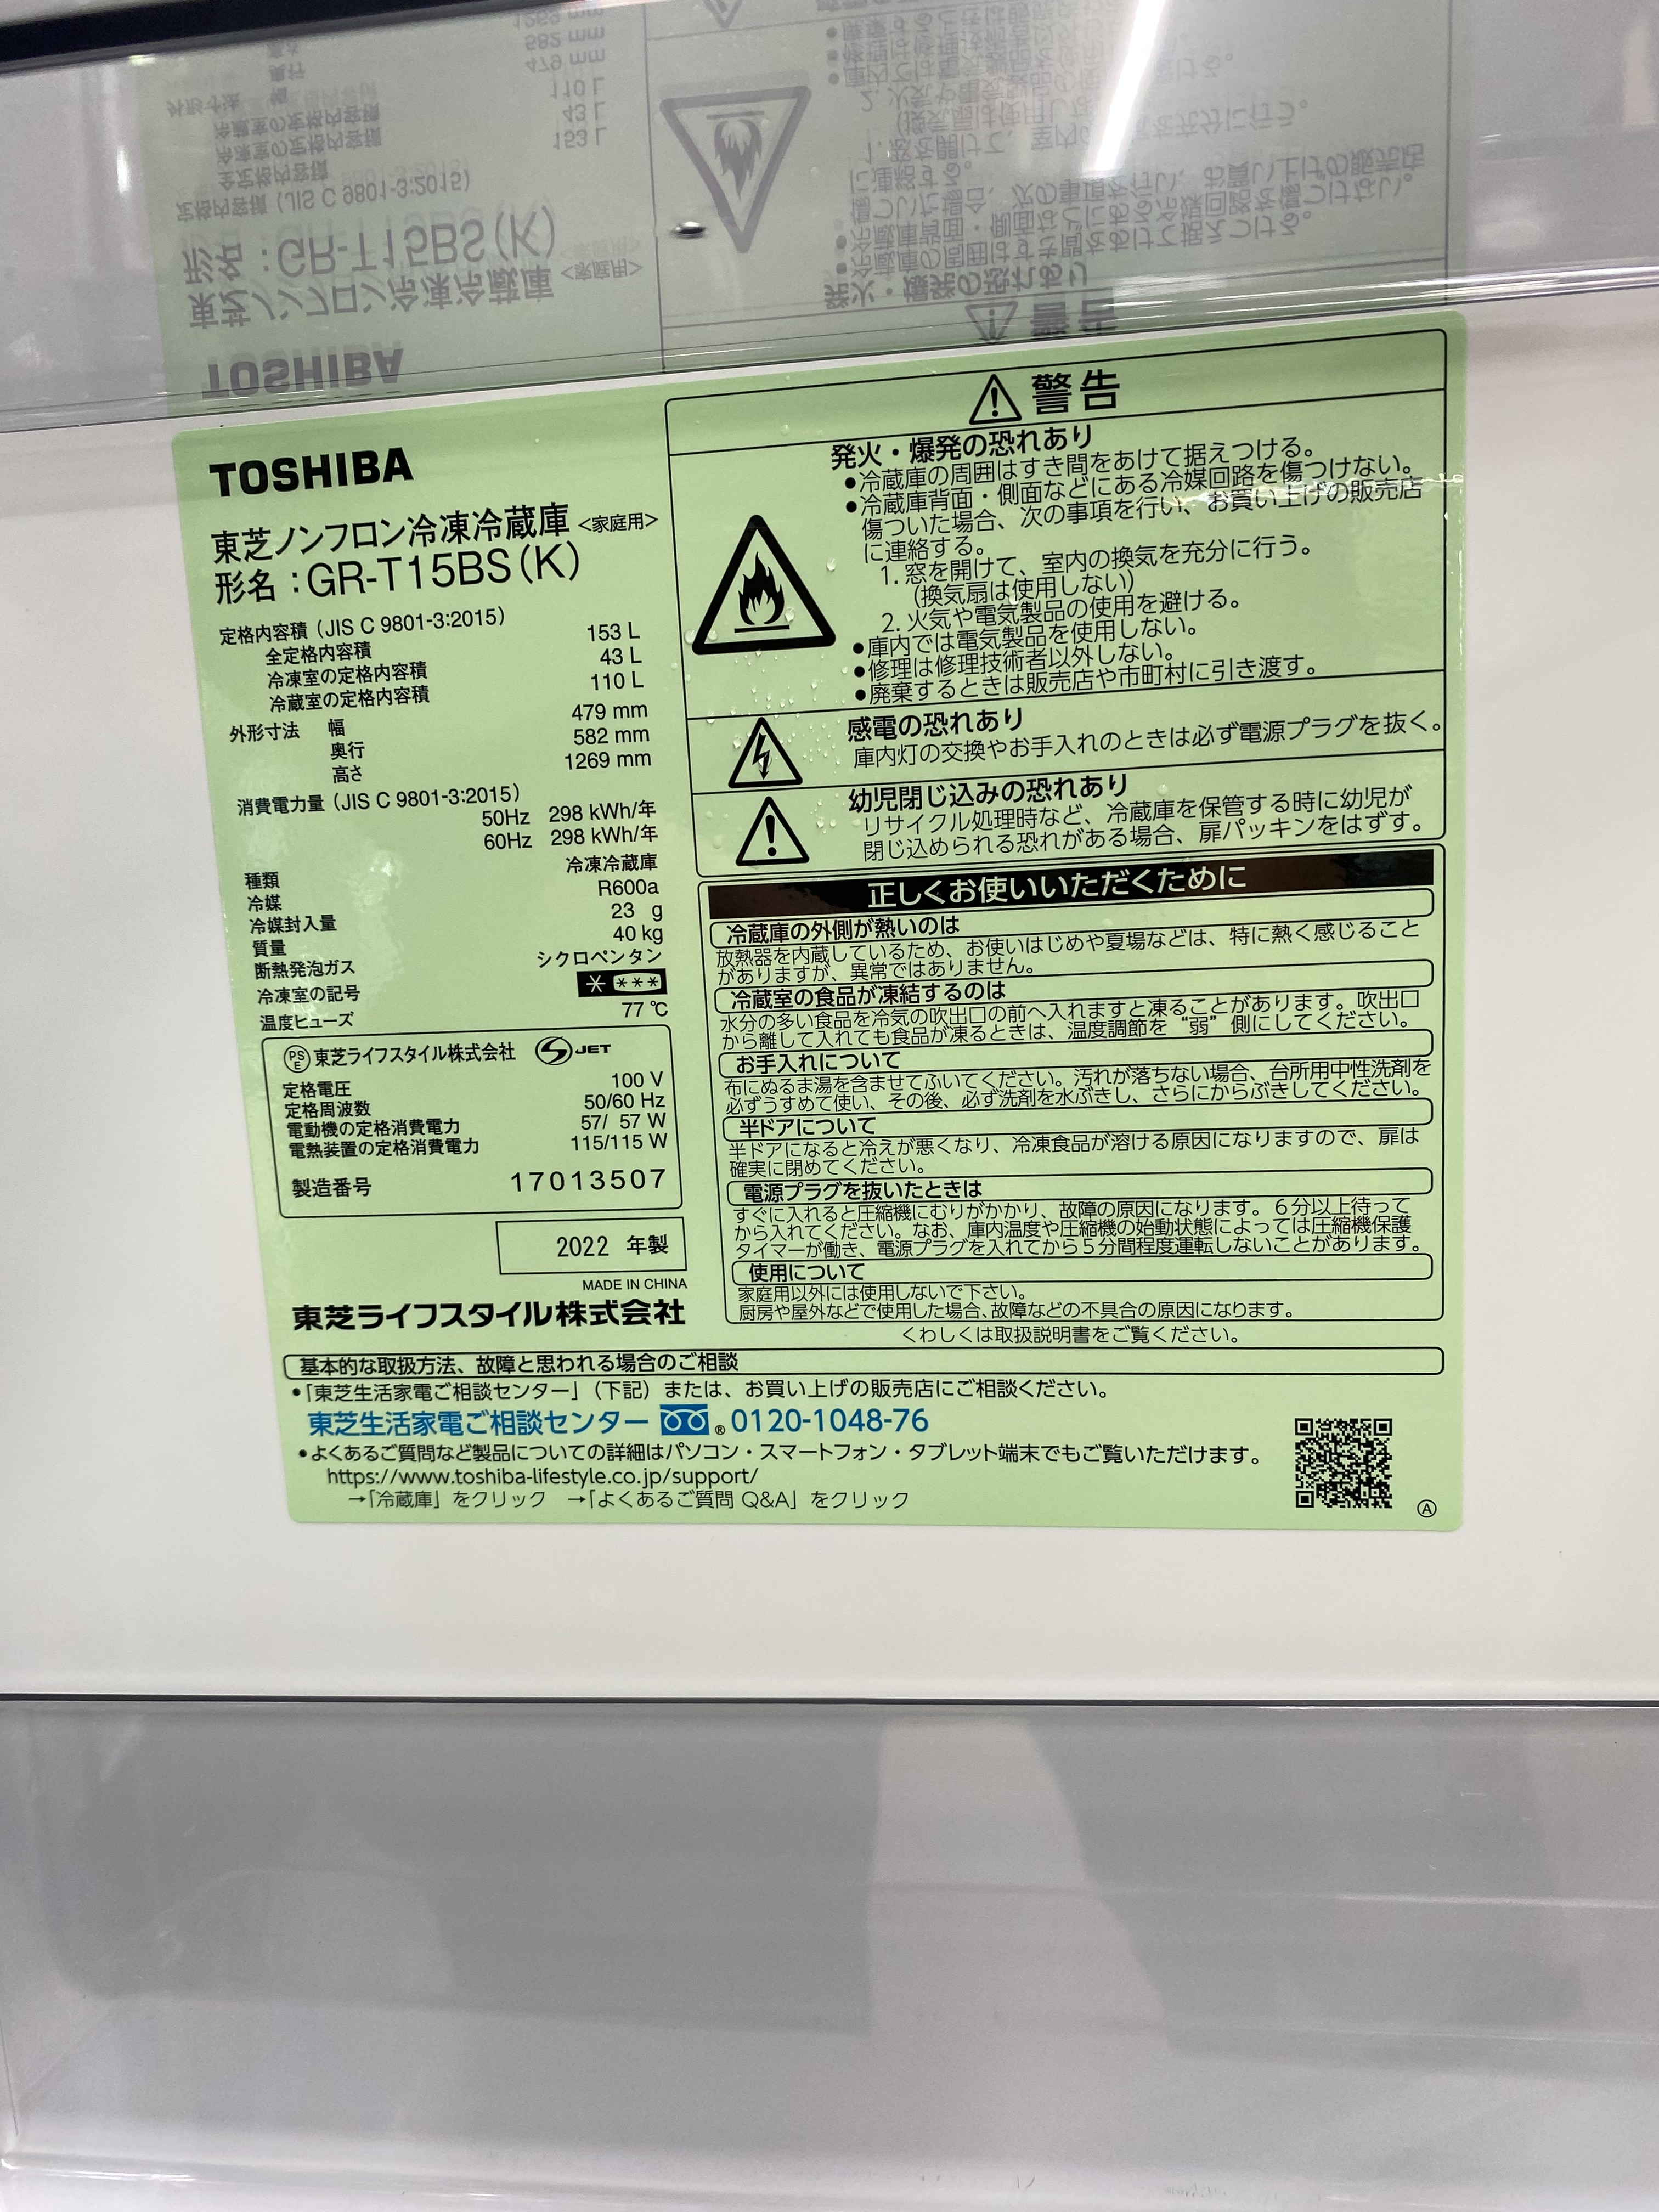 TOSHIBA
東芝ノンフロン冷凍冷蔵庫 <家庭用>
形名：GR-T15BS(K)
定格内容積 (JIS C 9801-3:2015)
全定格内容積 153 L
冷凍室の定格内容積 43 L
冷蔵室の定格内容積 110 L
外形寸法 幅 479 mm
奥行 582 mm
高さ 1269 mm
消費電力量 (JIS C 9801-3:2015)
50Hz 298 kWh/年
60Hz 298 kWh/年
種類 冷凍冷蔵庫
冷媒 R600a
冷媒封入量 23 g
質量 40 kg
断熱発泡ガス シクロペンタン
冷凍室の記号 * ***
温度ヒューズ 77 ℃
PSE 東芝ライフスタイル株式会社 S JET
定格電圧 100 V
定格周波数 50/60 Hz
電動機の定格消費電力 57/ 57 W
電熱装置の定格消費電力 115/115 W
製造番号 17013507
2022 年製
MADE IN CHINA
東芝ライフスタイル株式会社
警告
発火・爆発の恐れあり
●冷蔵庫の周囲はすき間をあけて据えつける。
●冷蔵庫背面・側面などにある冷媒回路を傷つけない。
傷ついた場合、次の事項を行い、お買い上げの販売店
に連絡する。
1. 窓を開けて、室内の換気を充分に行う。
(換気扇は使用しない)
2. 火気や電気製品の使用を避ける。
●庫内では電気製品を使用しない。
●修理は修理技術者以外しない。
●廃棄するときは販売店や市町村に引き渡す。
感電の恐れあり
庫内灯の交換やお手入れのときは必ず電源プラグを抜く。
幼児閉じ込みの恐れあり
リサイクル処理時など、冷蔵庫を保管する時に幼児が
閉じ込められる恐れがある場合、扉パッキンをはずす。
正しくお使いいただくために
冷蔵庫の外側が熱いのは
放熱器を内蔵しているため、お使いはじめや夏場などは、特に熱く感じること
がありますが、異常ではありません。
冷蔵室の食品が凍結するのは
水分の多い食品を冷気の吹出口の前へ入れますと凍ることがあります。吹出口
から離して入れても食品が凍るときは、温度調節を“弱”側にしてください。
お手入れについて
布にぬるま湯を含ませてふいてください。汚れが落ちない場合、台所用中性洗剤を
必ずうすめて使い、その後、必ず洗剤を水ぶきし、さらにからぶきしてください。
半ドアについて
半ドアになると冷えが悪くなり、冷凍食品が溶ける原因になりますので、扉は
確実に閉めてください。
電源プラグを抜いたときは
すぐに入れると圧縮機にむりがかかり、故障の原因になります。6分以上待って
から入れてください。なお、庫内温度や圧縮機の始動状態によっては圧縮機保護
タイマーが働き、電源プラグを入れてから5分間程度運転しないことがあります。
使用について
家庭用以外には使用しないで下さい。
厨房や屋外などで使用した場合、故障などの不具合の原因になります。
くわしくは取扱説明書をご覧ください。
基本的な取扱方法、故障と思われる場合のご相談
•「東芝生活家電ご相談センター」(下記) または、お買い上げの販売店にご相談ください。
東芝生活家電ご相談センター ® 0120-1048-76
•よくあるご質問など製品についての詳細はパソコン・スマートフォン・タブレット端末でもご覧いただけます。
https://www.toshiba-lifestyle.co.jp/support/
→「冷蔵庫」をクリック →「よくあるご質問 Q&A」をクリック
Ⓐ